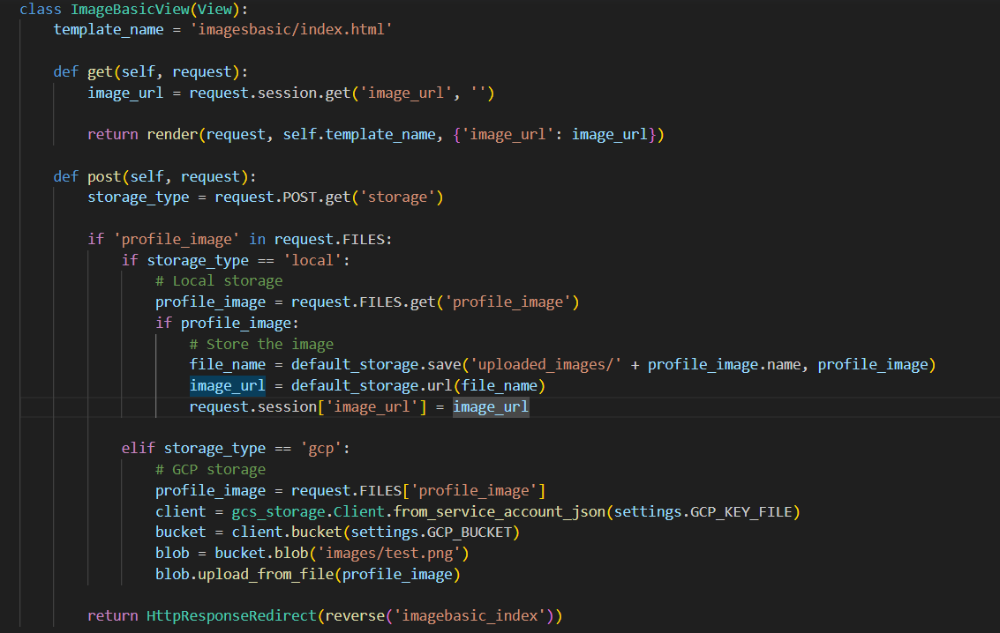 class ImageBasicView(View):
    template_name = 'imagesbasic/index.html'

    def get(self, request):
        image_url = request.session.get('image_url', '')

        return render(request, self.template_name, {'image_url': image_url})

    def post(self, request):
        storage_type = request.POST.get('storage')

        if 'profile_image' in request.FILES:
            if storage_type == 'local':
                # Local storage
                profile_image = request.FILES.get('profile_image')
                if profile_image:
                    # Store the image
                    file_name = default_storage.save('uploaded_images/' + profile_image.name, profile_image)
                    image_url = default_storage.url(file_name)
                    request.session['image_url'] = image_url

            elif storage_type == 'gcp':
                # GCP storage
                profile_image = request.FILES['profile_image']
                client = gcs_storage.Client.from_service_account_json(settings.GCP_KEY_FILE)
                bucket = client.bucket(settings.GCP_BUCKET)
                blob = bucket.blob('images/test.png')
                blob.upload_from_file(profile_image)

        return HttpResponseRedirect(reverse('imagebasic_index'))